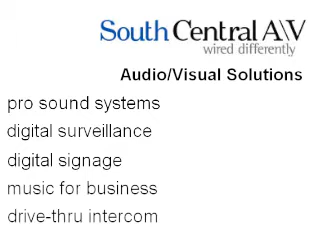 South Central A\V
wired differently
Audio/Visual Solutions
pro sound systems
digital surveillance
digital signage
music for business
drive-thru intercom